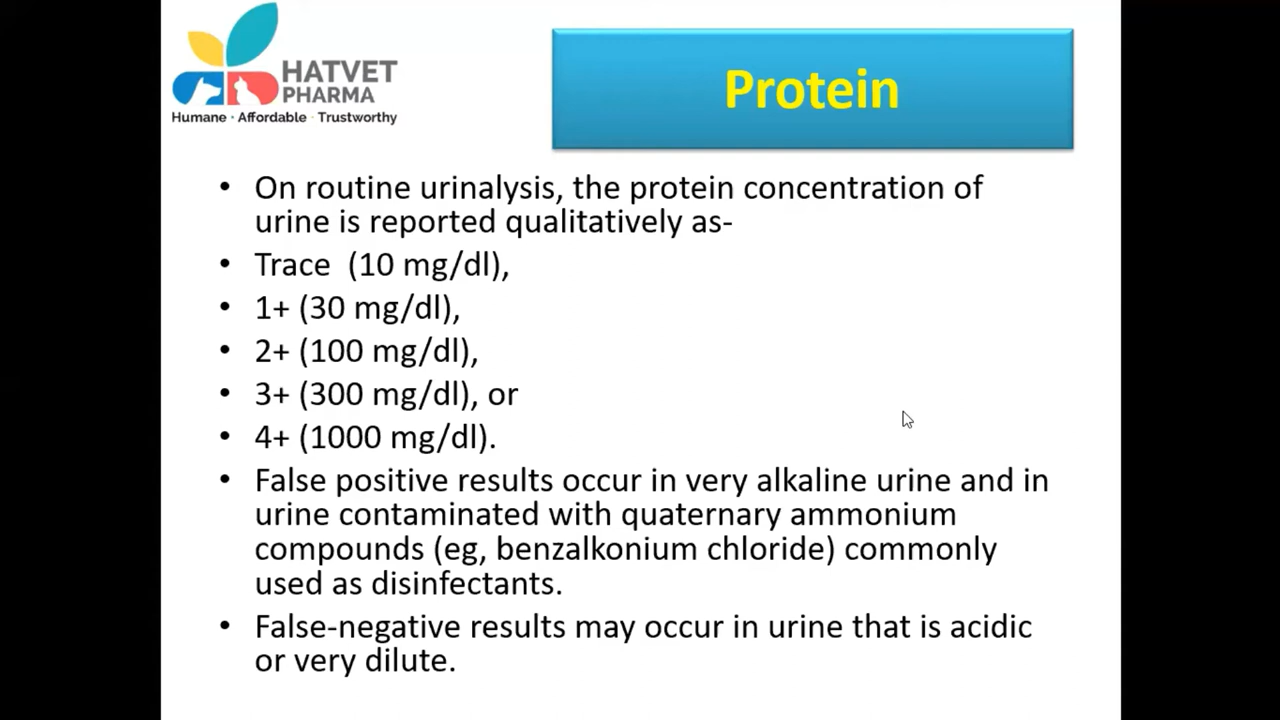 HATVET
PHARMA
Humane · Affordable · Trustworthy
Protein
• On routine urinalysis, the protein concentration of
urine is reported qualitatively as-
• Trace (10 mg/dl),
• 1+ (30 mg/dl),
• 2+ (100 mg/dl),
• 3+ (300 mg/dl), or
• 4+ (1000 mg/dl).
• False positive results occur in very alkaline urine and in
urine contaminated with quaternary ammonium
compounds (eg, benzalkonium chloride) commonly
used as disinfectants.
• False-negative results may occur in urine that is acidic
or very dilute.